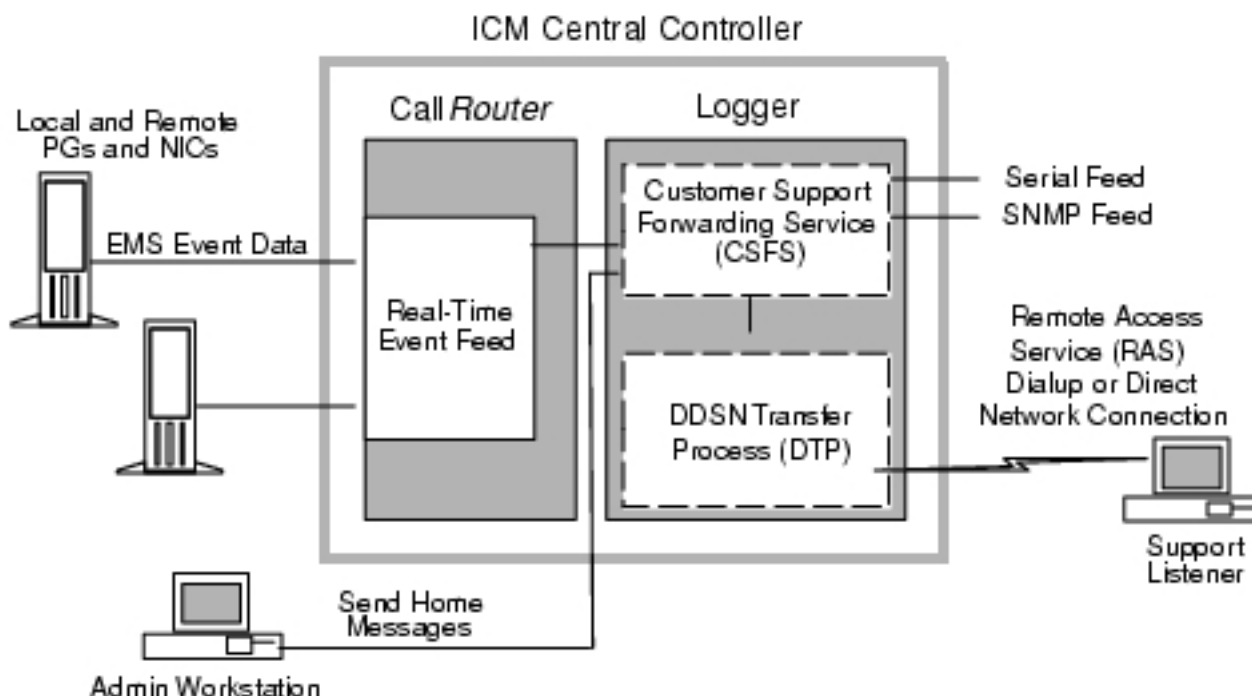 ICM Central Controller
Call Router
Logger
Local and Remote
PGs and NICs
EMS Event Data
Real-Time
Event Feed
Customer Support
Forwarding Service
(CSFS)
Serial Feed
SNMP Feed
DDSN Transfer
Process (DTP)
Remote Access
Service (RAS)
Dialup or Direct
Network Connection
Support
Listener
Send Home
Messages
Admin Workstation